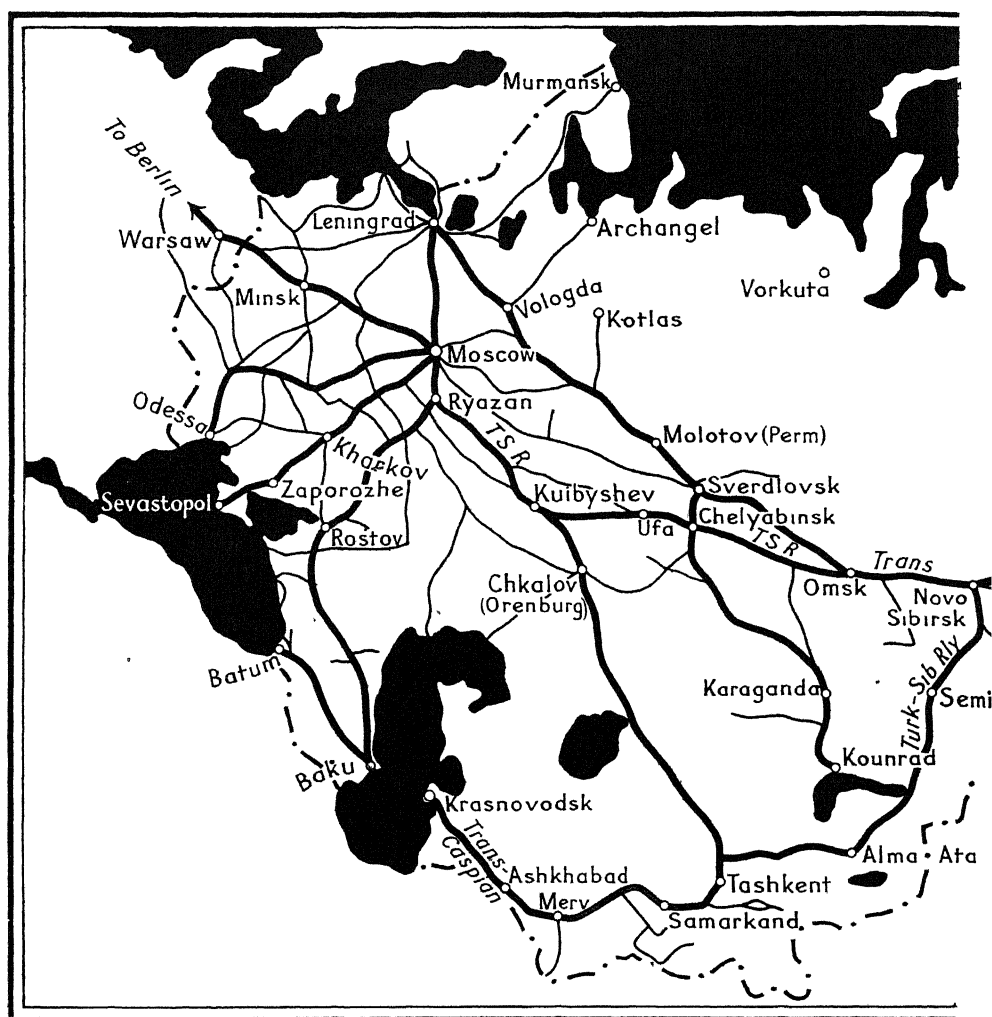 Murmansk
To Berlin
Leningrad
Archangel
Warsaw
Vorkuta
Minsk
Vologda
Kotlas
Moscow
Odessa
Ryazan
T S R
Molotov (Perm)
Kharkov
Zaporozhe
Sevastopol
Kuibyshev
Sverdlovsk
Rostov
Ufa
Chelyabinsk
T S R
Trans
Chkalov
(Orenburg)
Omsk
Novo
Sibirsk
Batum
Karaganda
Turk-Sib Rly
Semi
Baku
Kounrad
Krasnovodsk
Trans-
Caspian
Alma Ata
Ashkhabad
Tashkent
Merv
Samarkand